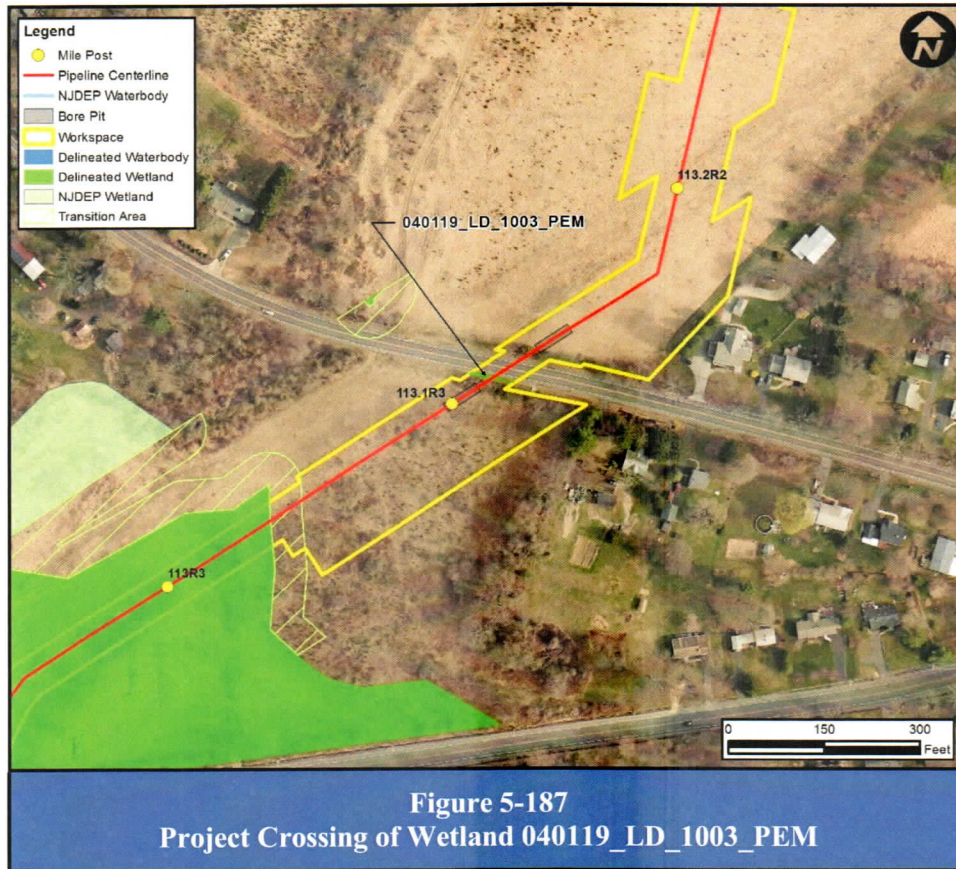 Legend
Mile Post
Pipeline Centerline
NJDEP Waterbody
Bore Pit
Workspace
Delineated Waterbody
Delineated Wetland
NJDEP Wetland
Transition Area
N
113.2R2
040119_LD_1003_PEM
113.1R3
113R3
0 150 300
Feet
Figure 5-187
Project Crossing of Wetland 040119_LD_1003_PEM